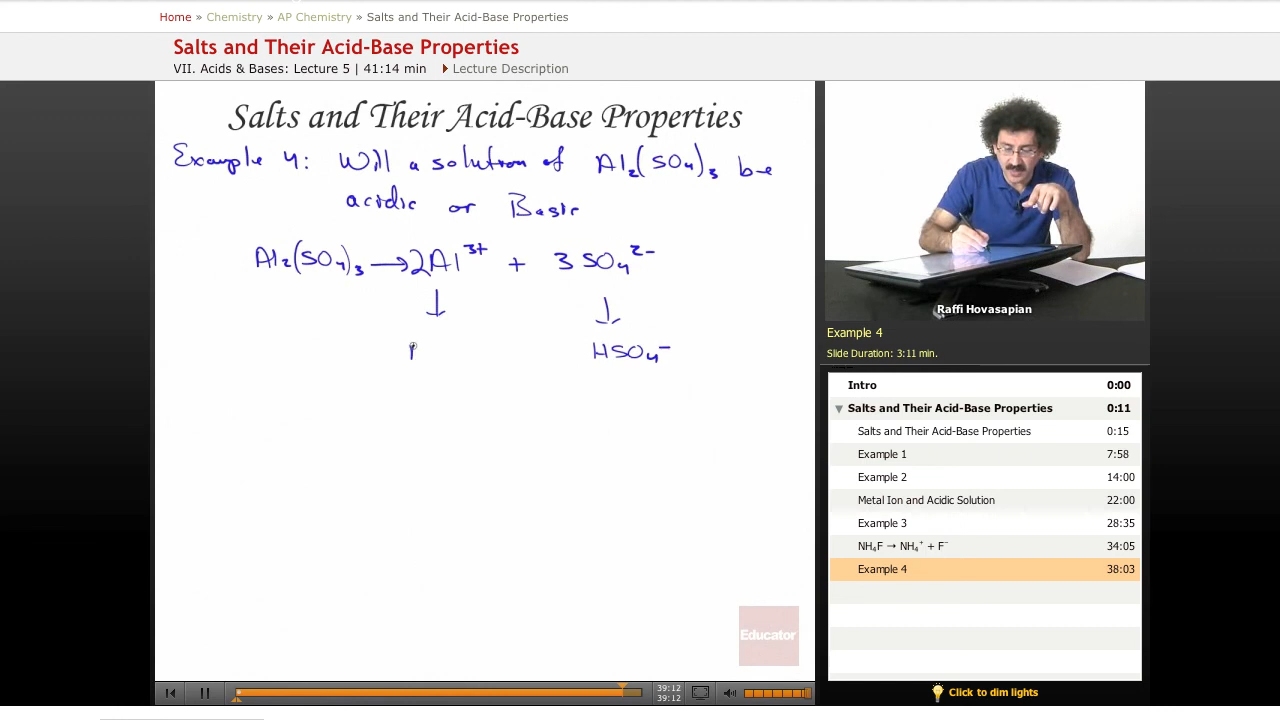 Home » Chemistry » AP Chemistry » Salts and Their Acid-Base Properties
Salts and Their Acid-Base Properties
VII. Acids & Bases: Lecture 5 | 41:14 min Lecture Description
Salts and Their Acid-Base Properties
Example 4: Will a solution of Al₂(SO₄)₃ be
acidic or Basic
Al₂(SO₄)₃ → 2Al³⁺ + 3SO₄²⁻
↓ ↓
HSO₄⁻
Educator
39:12
39:12
Raffi Hovasapian
Example 4
Slide Duration: 3:11 min.
Intro 0:00
Salts and Their Acid-Base Properties 0:11
Salts and Their Acid-Base Properties 0:15
Example 1 7:58
Example 2 14:00
Metal Ion and Acidic Solution 22:00
Example 3 28:35
NH₄F → NH₄⁺ + F⁻ 34:05
Example 4 38:03
Click to dim lights